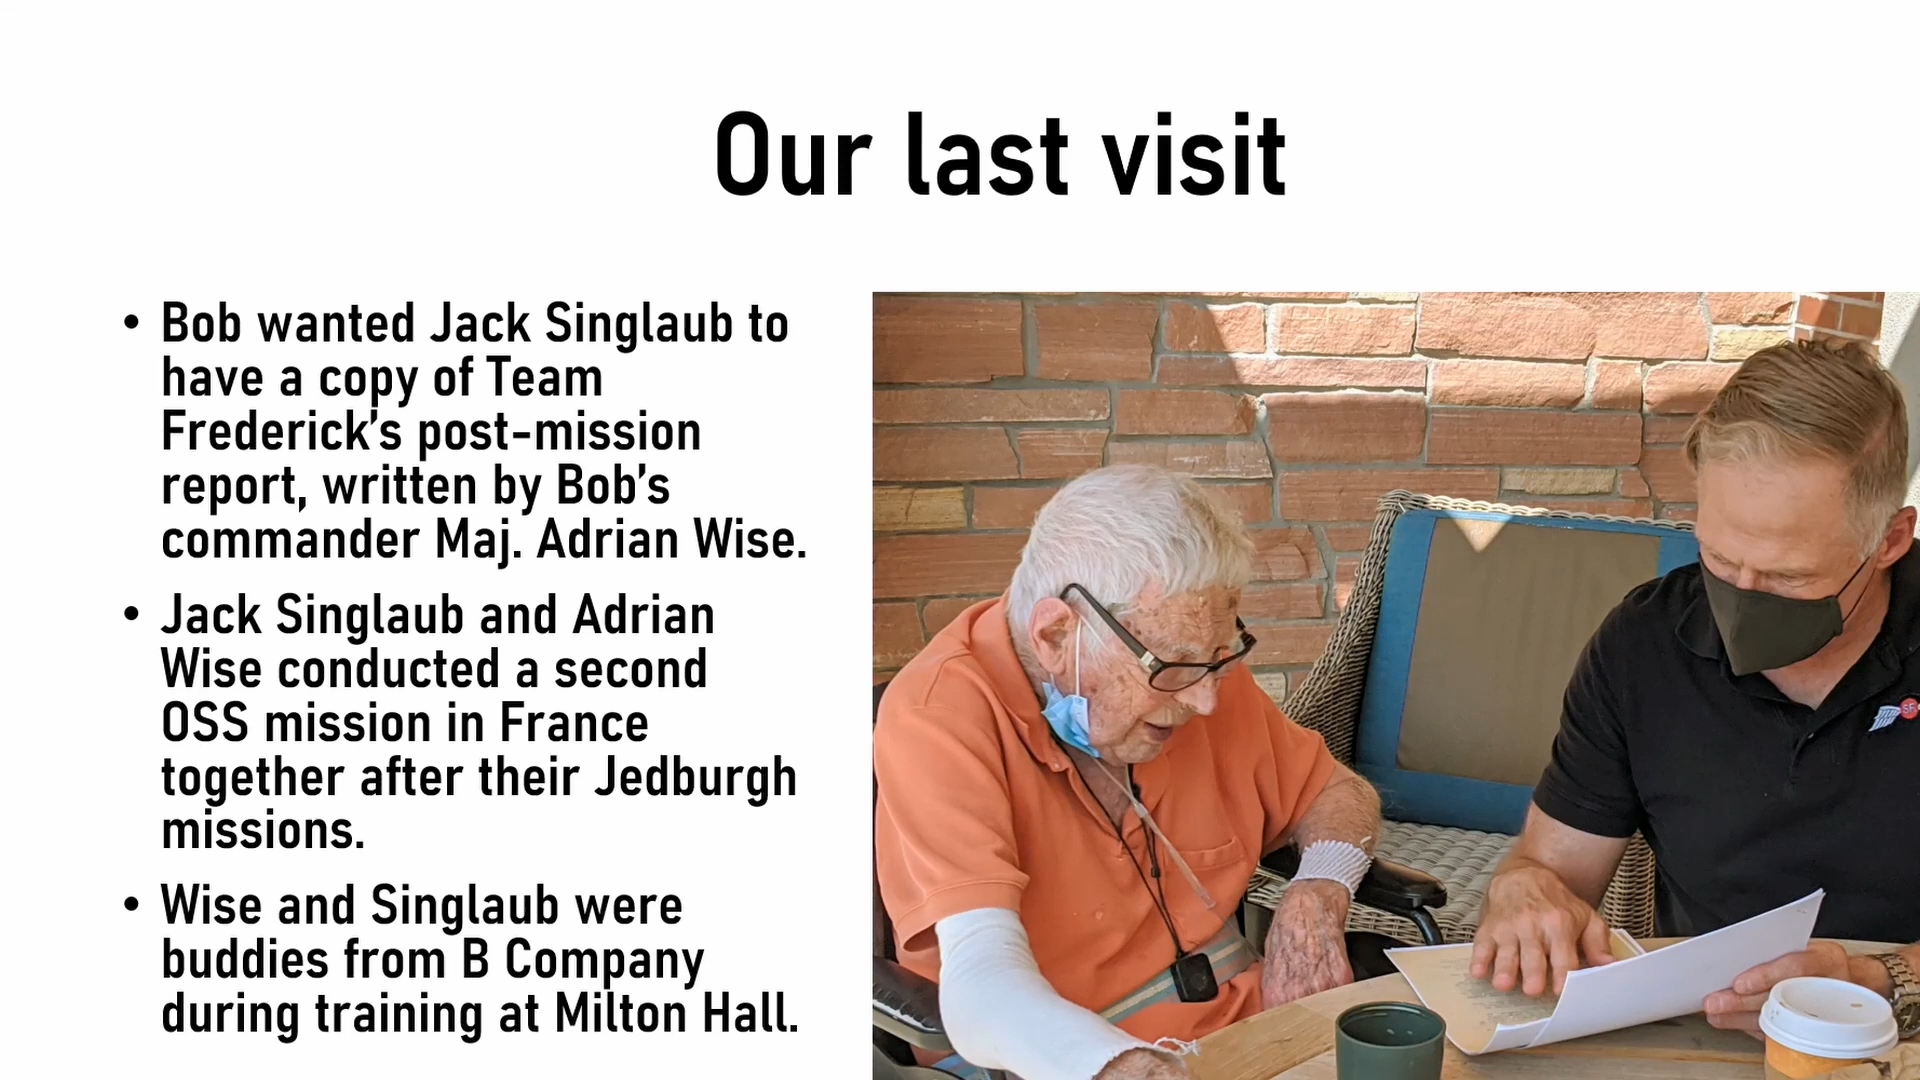 Our last visit
• Bob wanted Jack Singlaub to
have a copy of Team
Frederick’s post-mission
report, written by Bob’s
commander Maj. Adrian Wise.
• Jack Singlaub and Adrian
Wise conducted a second
OSS mission in France
together after their Jedburgh
missions.
• Wise and Singlaub were
buddies from B Company
during training at Milton Hall.
SF